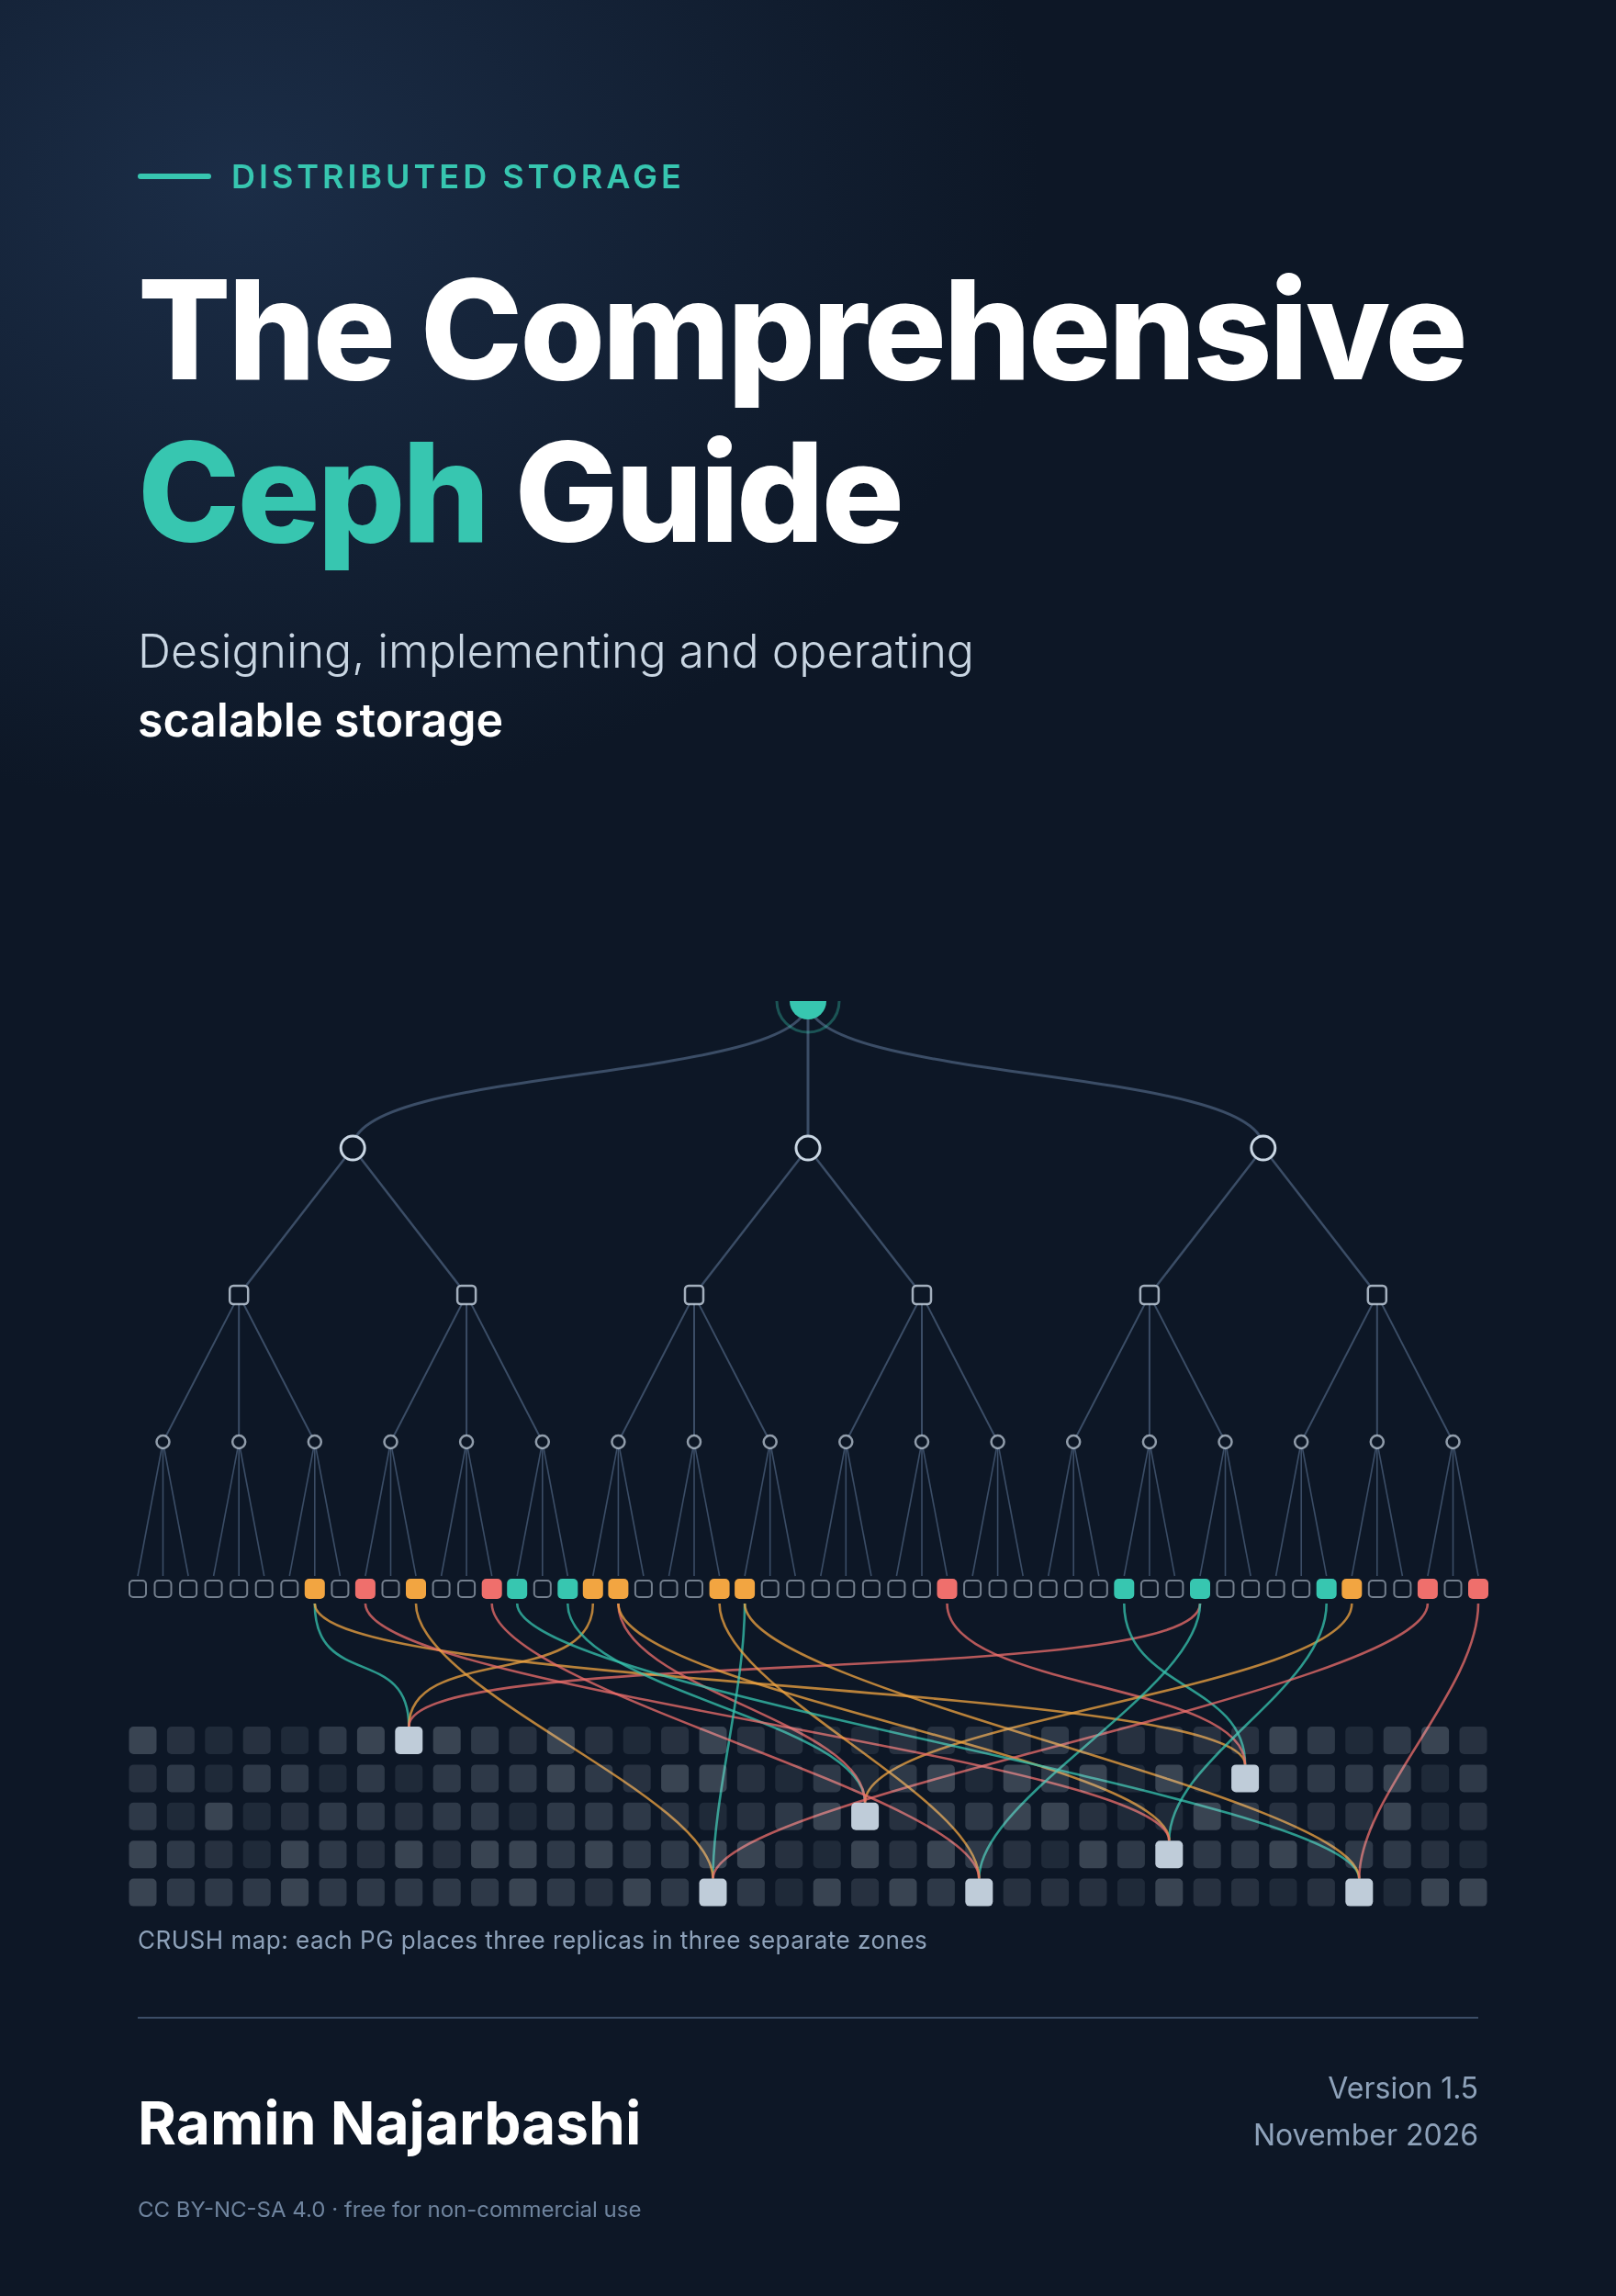 DISTRIBUTED STORAGE
The Comprehensive
Ceph Guide
Designing, implementing and operating
scalable storage
CRUSH map: each PG places three replicas in three separate zones
Ramin Najarbashi
Version 1.5
November 2026
CC BY-NC-SA 4.0 · free for non-commercial use